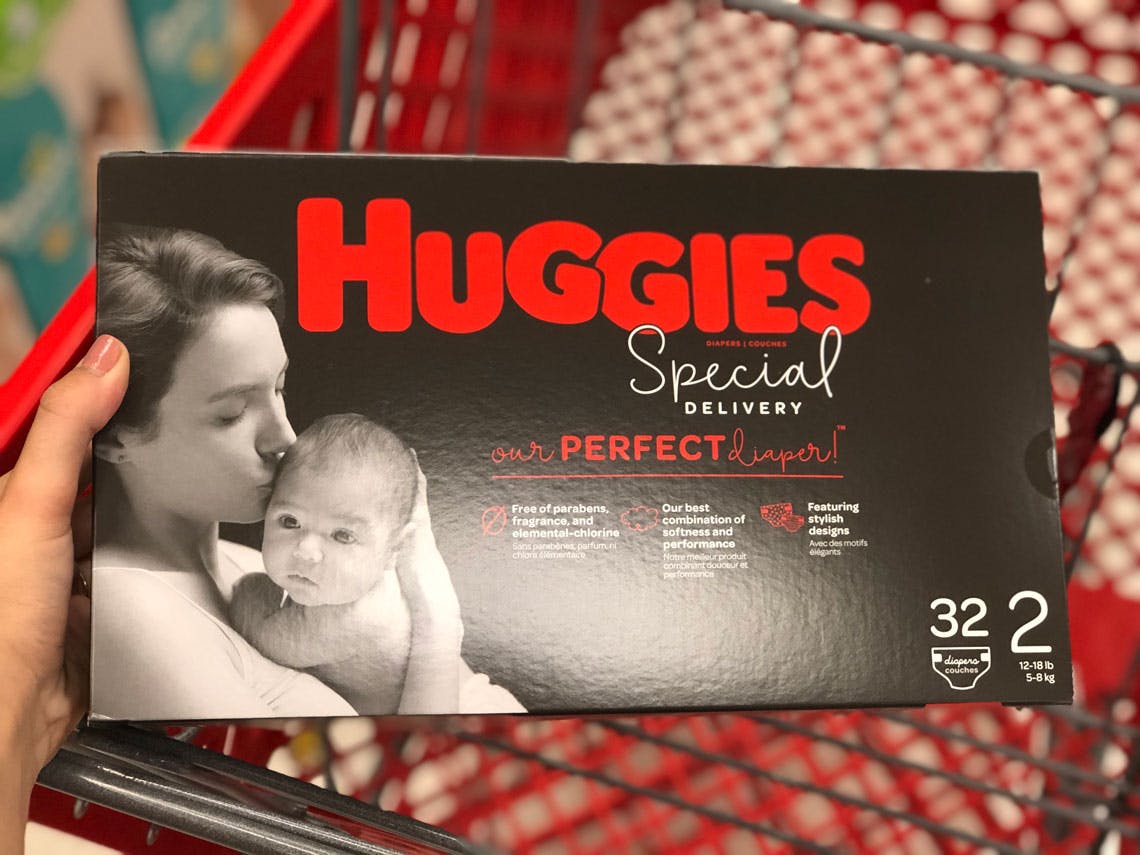 HUGGIES
DIAPERS | COUCHES
Special
DELIVERY
our PERFECT diaper!™
Free of parabens,
fragrance, and
elemental-chlorine
Sans parabènes, parfum, ni
chlore élémentaire
Our best
combination of
softness and
performance
Notre meilleur produit
combinant douceur et
performance
Featuring
stylish
designs
Avec des motifs
élégants
32
diapers
couches
2
12-18 lb
5-8 kg